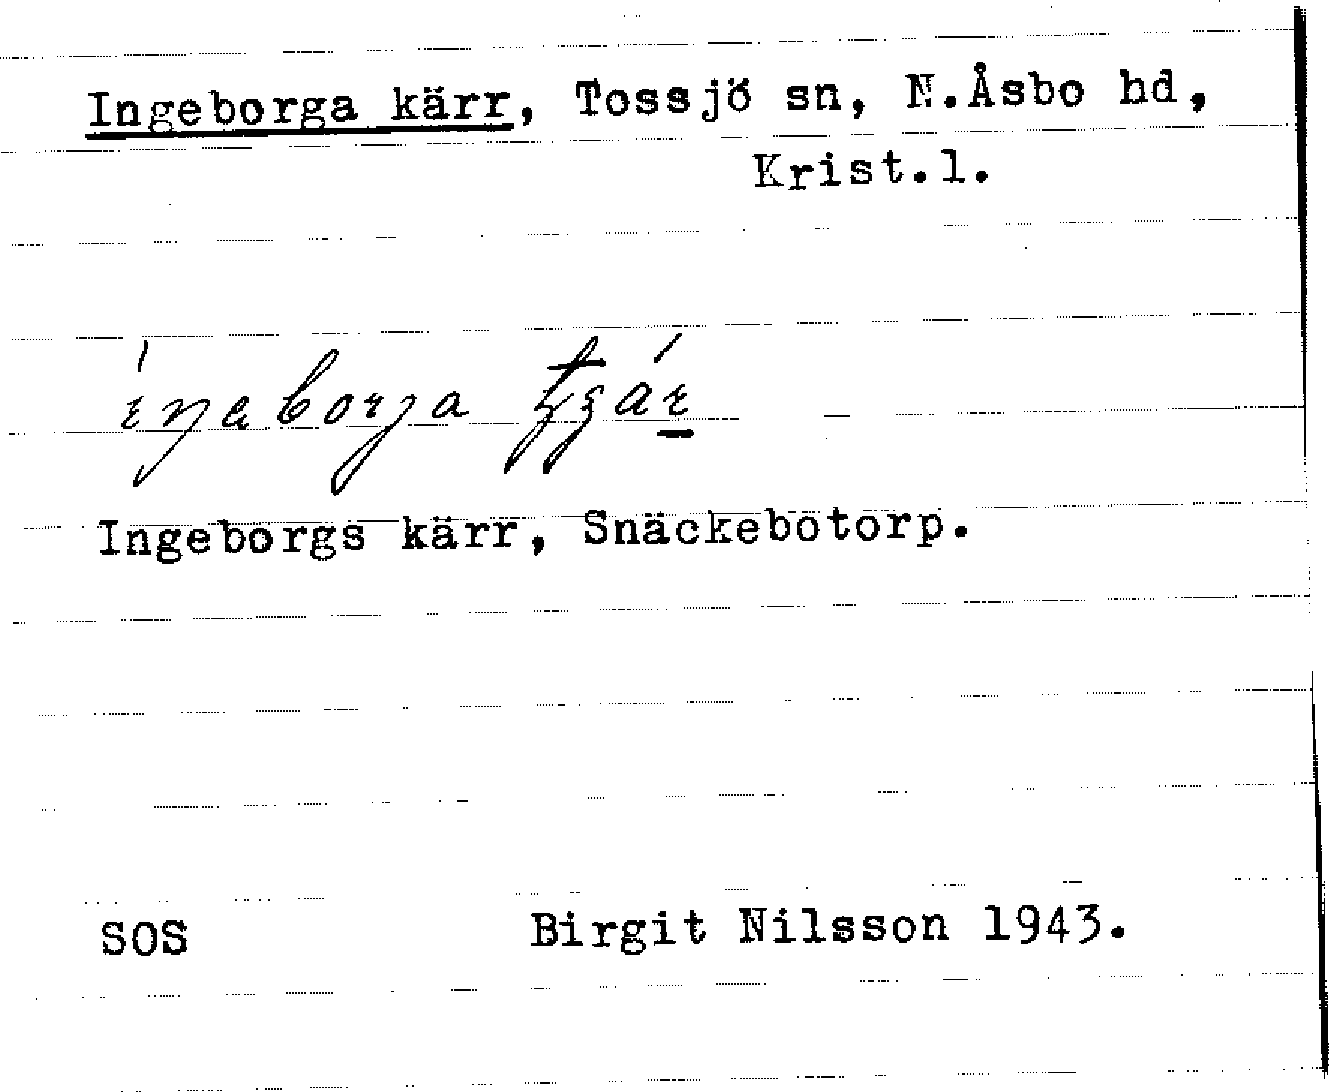 Ingeborga kärr, Tossjö sn, N.Åsbo hd,
Krist.l.
Ingeborgs kärr, Snäckebotorp.
SOS Birgit Nilsson 1943.